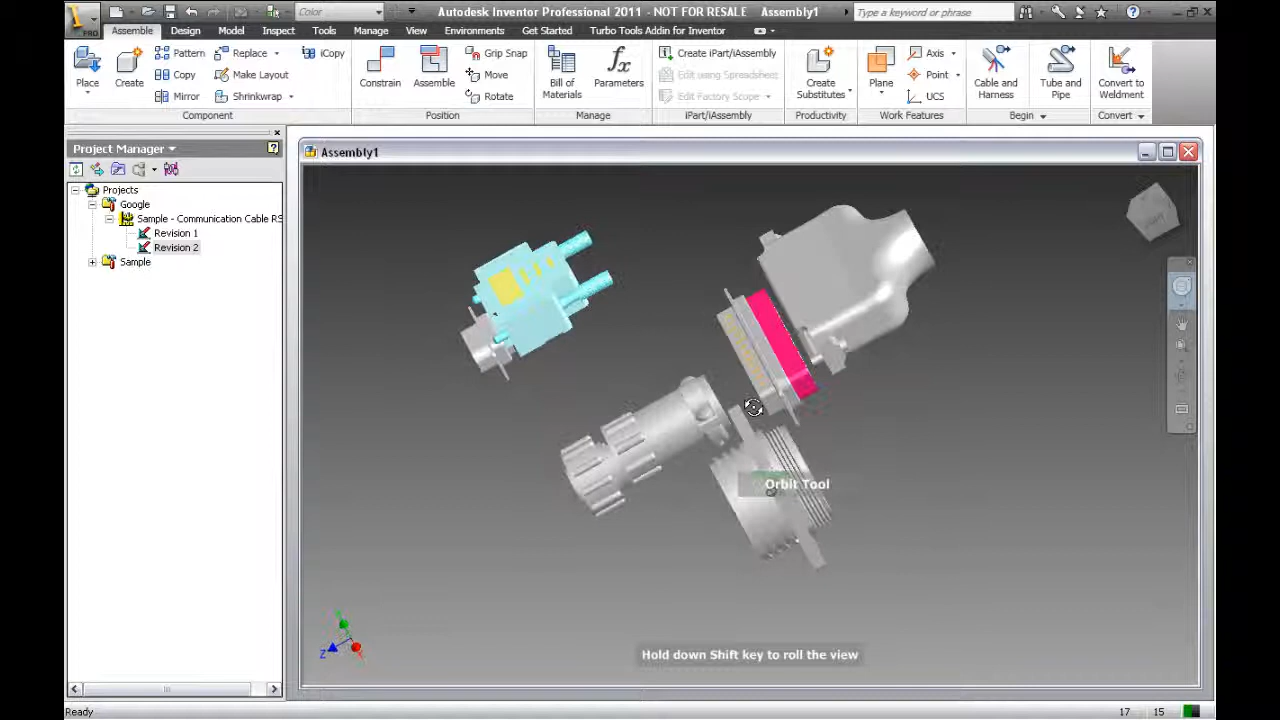 Color
Autodesk Inventor Professional 2011 - NOT FOR RESALE Assembly1
Type a keyword or phrase
PRO
Assemble Design Model Inspect Tools Manage View Environments Get Started Turbo Tools Addin for Inventor
Place
Create
Pattern
Copy
Mirror
Replace
Make Layout
Shrinkwrap
iCopy
Component
Constrain
Assemble
Grip Snap
Move
Rotate
Position
Bill of
Materials
Parameters
Manage
Create iPart/iAssembly
Edit using Spreadsheet
Edit Factory Scope
iPart/iAssembly
Create
Substitutes
Productivity
Plane
Axis
Point
UCS
Work Features
Cable and
Harness
Tube and
Pipe
Begin
Convert to
Weldment
Convert
Project Manager
Projects
Google
Sample - Communication Cable RS
Revision 1
Revision 2
Sample
Assembly1
Orbit Tool
Hold down Shift key to roll the view
Z
Ready
17 15